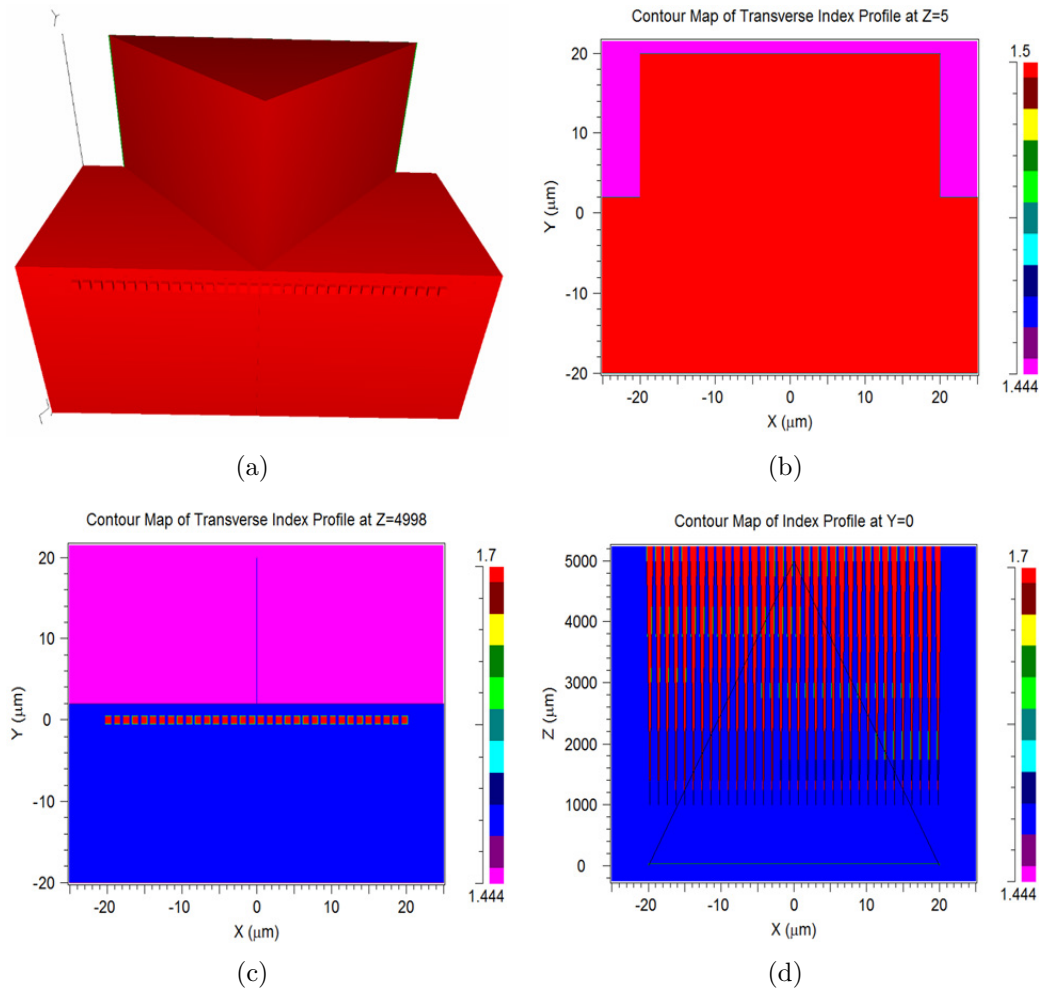 Y
Contour Map of Transverse Index Profile at Z=5
20
10
0
-10
-20
Y (μm)
-20
-10
0
10
20
X (μm)
1.5
1.444
(a)
(b)
Contour Map of Transverse Index Profile at Z=4998
20
10
0
-10
-20
Y (μm)
-20
-10
0
10
20
X (μm)
1.7
1.444
Contour Map of Index Profile at Y=0
5000
4000
3000
2000
1000
0
Z (μm)
-20
-10
0
10
20
X (μm)
1.7
1.444
(c)
(d)